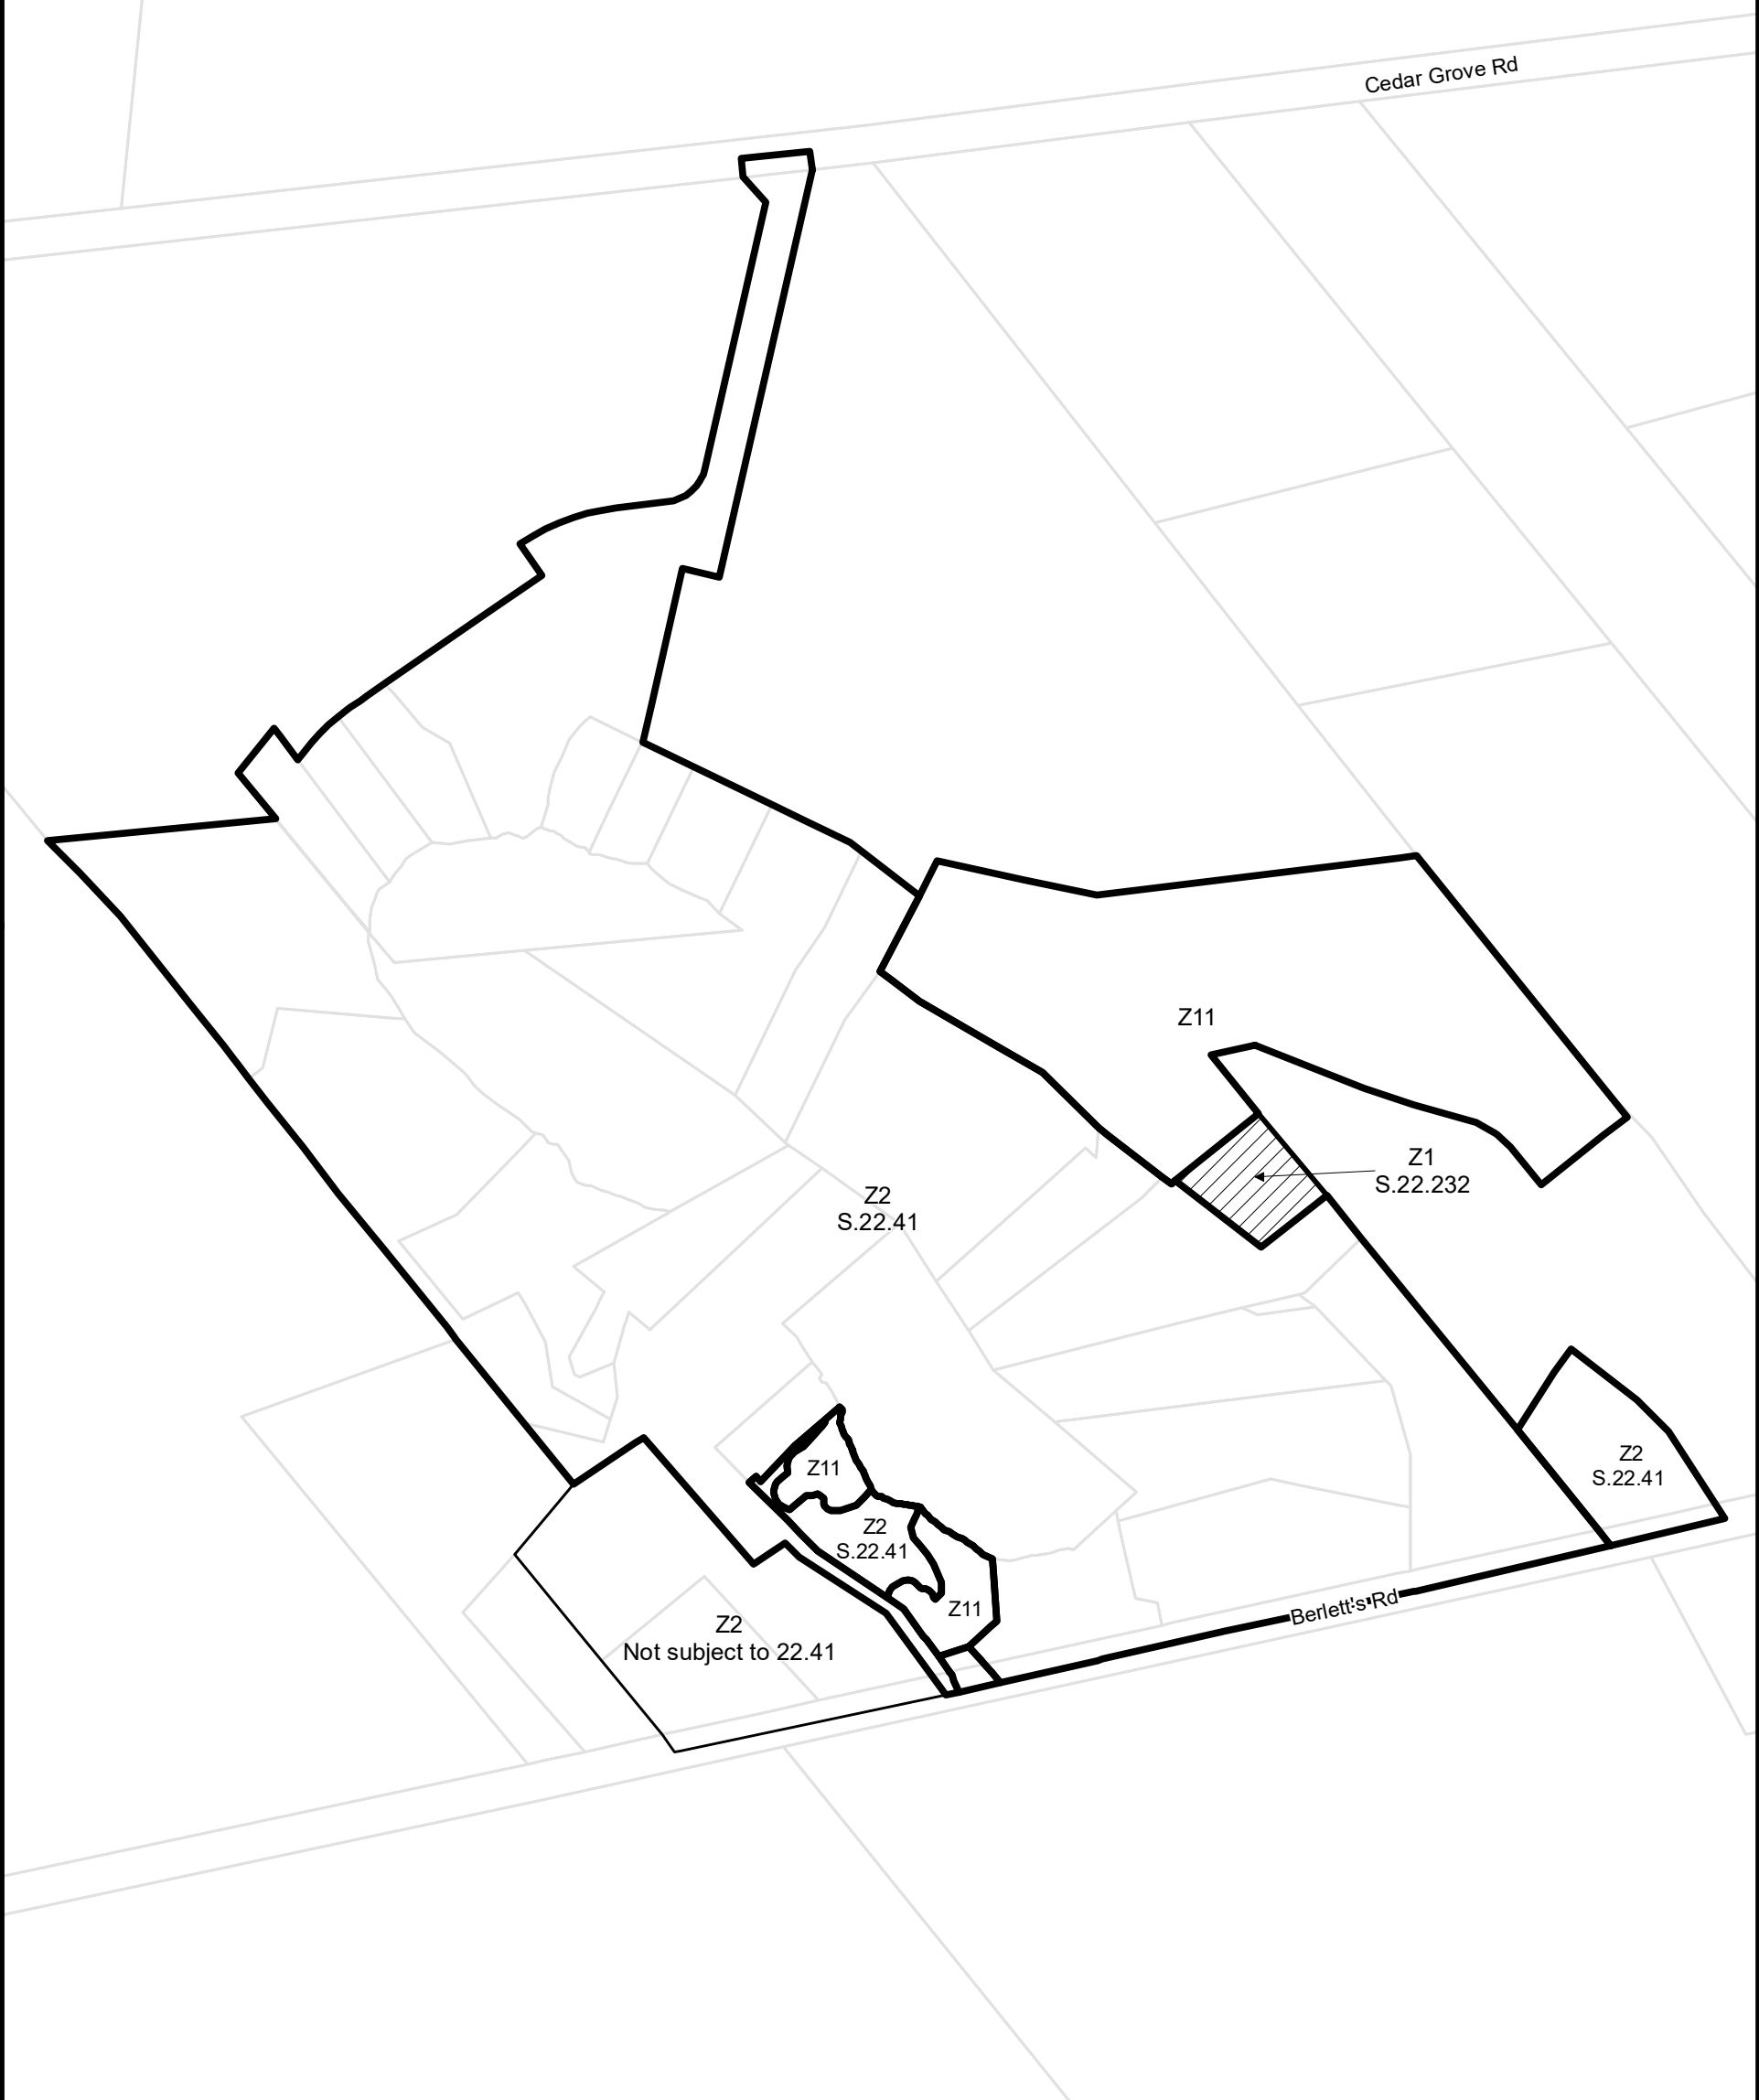 Cedar Grove Rd
Z11
Z1
S.22.232
Z2
S.22.41
Z2
S.22.41
Z11
Z2
S.22.41
Z11
Berlett's Rd
Z2
Not subject to 22.41